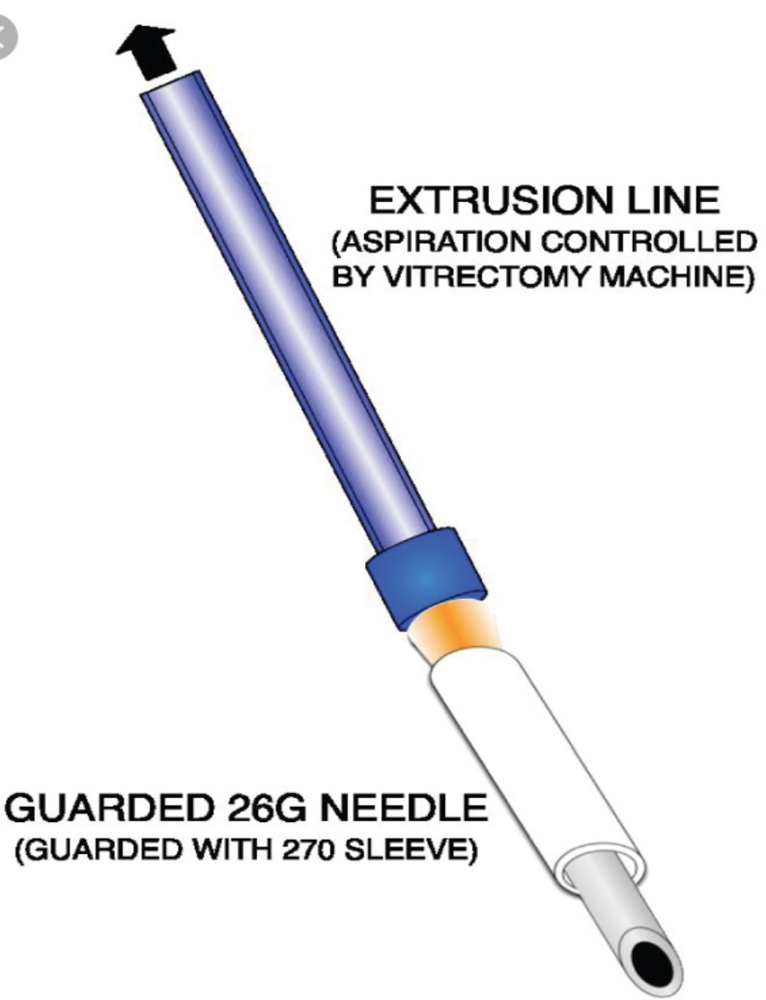 EXTRUSION LINE
(ASPIRATION CONTROLLED
BY VITRECTOMY MACHINE)
GUARDED 26G NEEDLE
(GUARDED WITH 270 SLEEVE)